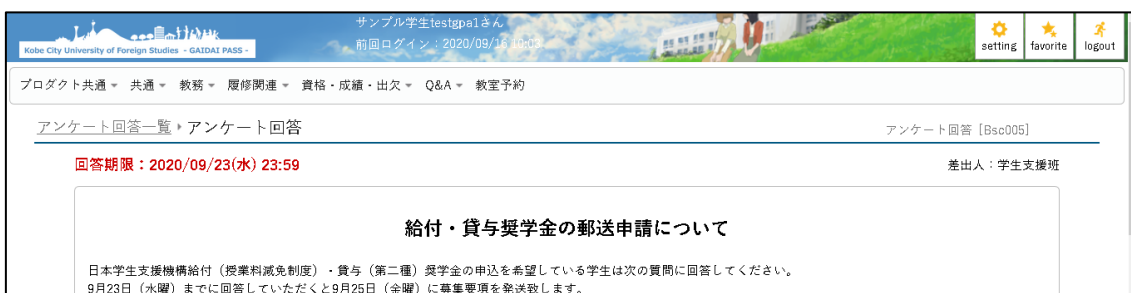 サンプル学生testgpa1さん
Kobe City University of Foreign Studies - GAIDAI PASS -
前回ログイン：2020/09/16 10:03
setting favorite logout
プロダクト共通 共通 教務 履修関連 資格・成績・出欠 Q&A 教室予約
アンケート回答一覧 アンケート回答
アンケート回答 [Bsc005]
回答期限：2020/09/23(水) 23:59
差出人：学生支援班
給付・貸与奨学金の郵送申請について
日本学生支援機構給付（授業料減免制度）・貸与（第二種）奨学金の申込を希望している学生は次の質問に回答してください。
9月23日（水曜）までに回答していただくと9月25日（金曜）に募集要項を発送致します。